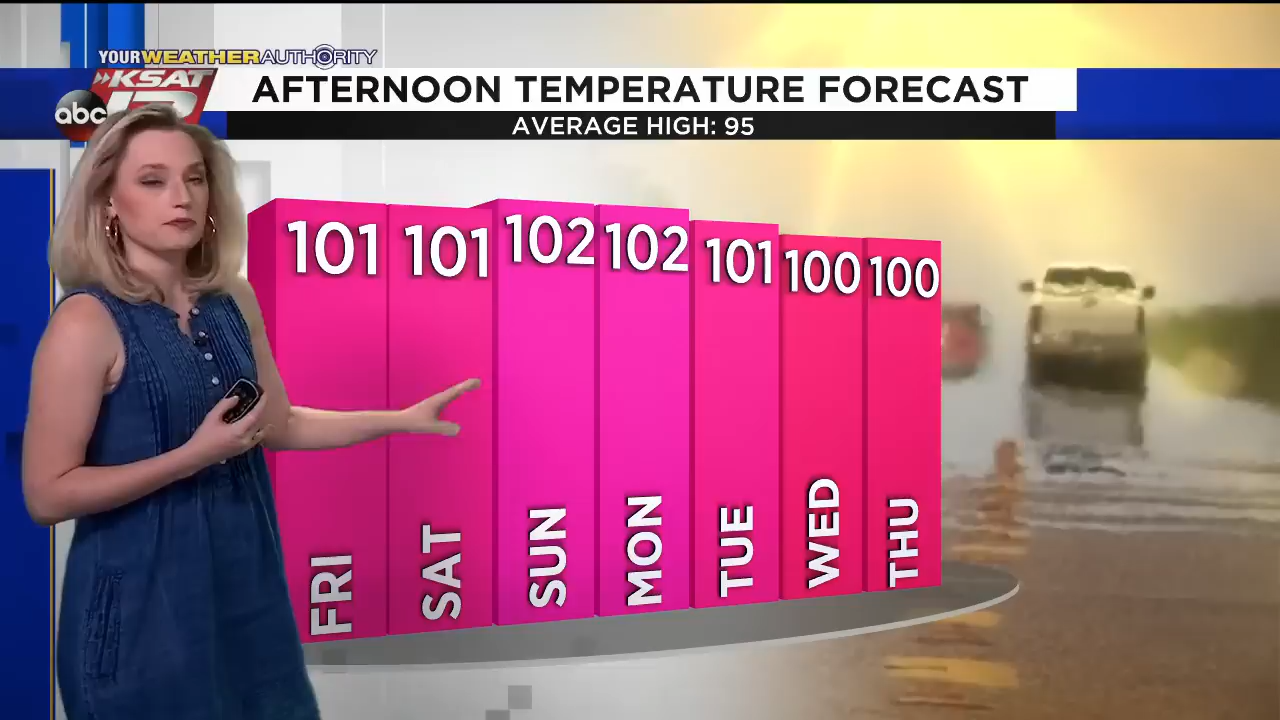 YOUR WEATHER AUTHORITY
KSAT
12
abc
AFTERNOON TEMPERATURE FORECAST
AVERAGE HIGH: 95
101 101 102 102 101 100 100
FRI SAT SUN MON TUE WED THU